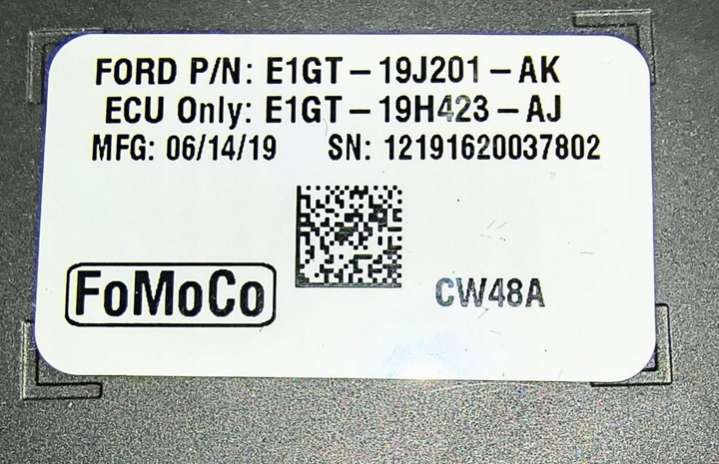 FORD P/N: E1GT-19J201-AK
ECU Only: E1GT-19H423-AJ
MFG: 06/14/19 SN: 12191620037802
FoMoCo
CW48A